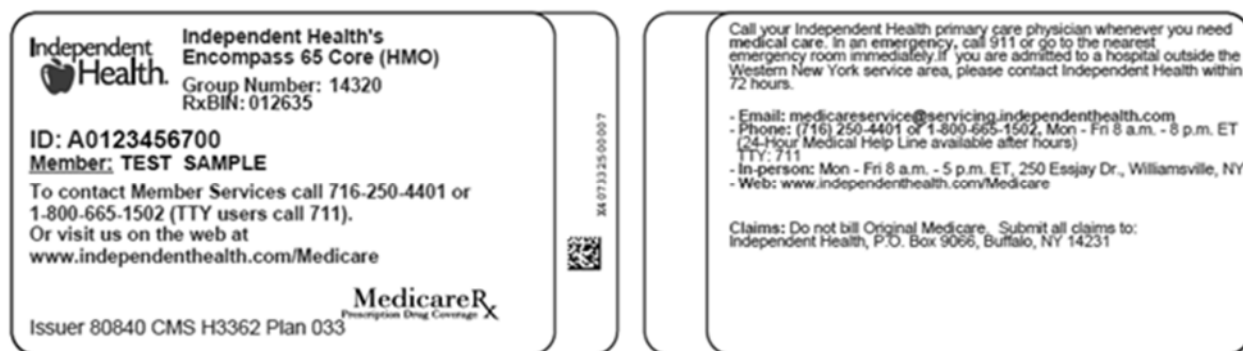 Independent
Health.
Independent Health's
Encompass 65 Core (HMO)
Group Number: 14320
RxBIN: 012635
ID: A0123456700
Member: TEST SAMPLE
To contact Member Services call 716-250-4401 or
1-800-665-1502 (TTY users call 711).
Or visit us on the web at
www.independenthealth.com/Medicare
MedicareRx
Prescription Drug Coverage
Issuer 80840 CMS H3362 Plan 033
Call your Independent Health primary care physician whenever you need
medical care. In an emergency, call 911 or go to the nearest
emergency room immediately.If you are admitted to a hospital outside the
Western New York service area, please contact Independent Health within
72 hours.
- Email: medicareservice@servicing.independenthealth.com
- Phone: (716) 250-4401 or 1-800-665-1502, Mon - Fri 8 a.m. - 8 p.m. ET
(24-Hour Medical Help Line available after hours)
TTY: 711
- In-person: Mon - Fri 8 a.m. - 5 p.m. ET, 250 Essjay Dr., Williamsville, NY
- Web: www.independenthealth.com/Medicare
Claims: Do not bill Original Medicare. Submit all claims to:
Independent Health, P.O. Box 9066, Buffalo, NY 14231